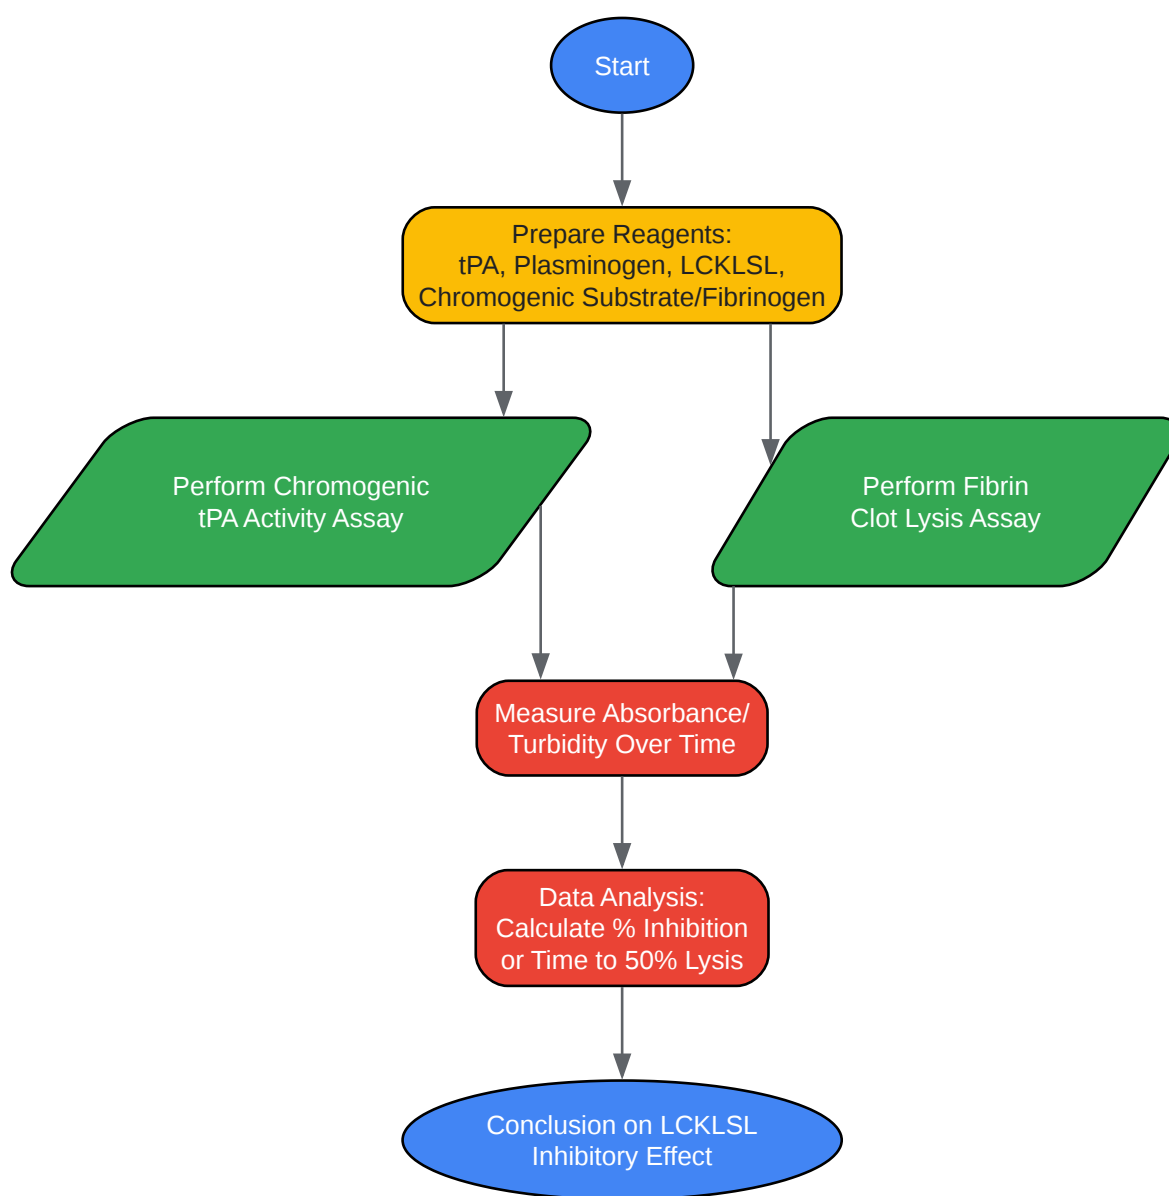 Start
Prepare Reagents:
tPA, Plasminogen, LCKLSL,
Chromogenic Substrate/Fibrinogen
Perform Chromogenic
tPA Activity Assay
Perform Fibrin
Clot Lysis Assay
Measure Absorbance/
Turbidity Over Time
Data Analysis:
Calculate % Inhibition
or Time to 50% Lysis
Conclusion on LCKLSL
Inhibitory Effect